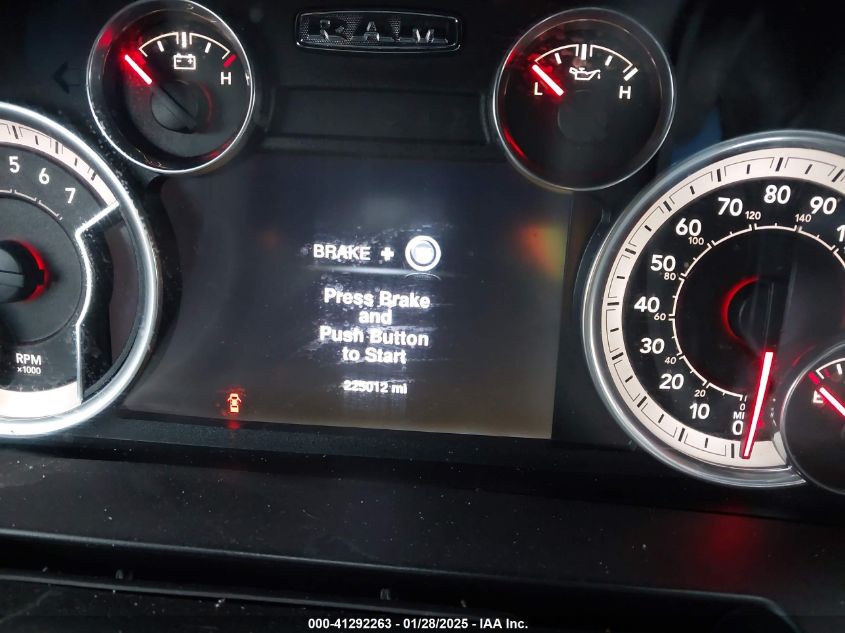 RAM
H
L H
5 6 7
RPM
x1000
BRAKE +
Press Brake
and
Push Button
to Start
225012 mi
90
80
70
60
50
40
30
20
10
0
MI
140
120
100
80
60
40
20
0
E
000-41292263 - 01/28/2025 - IAA Inc.